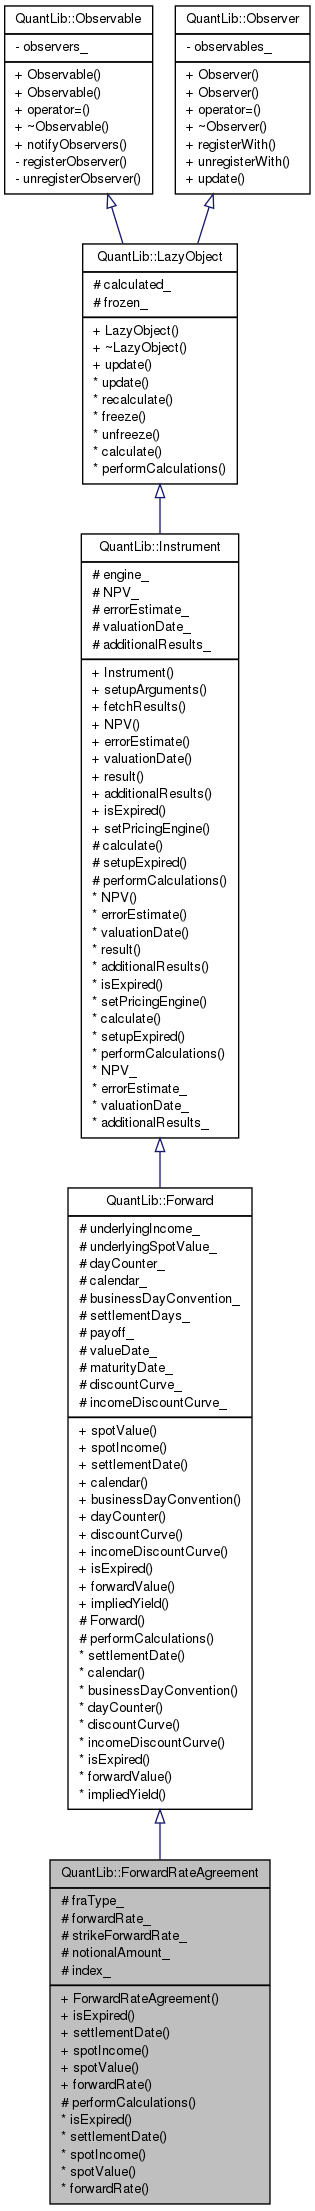 QuantLib::Observable
- observers_
+ Observable()
+ Observable()
+ operator=()
+ ~Observable()
+ notifyObservers()
- registerObserver()
- unregisterObserver()
QuantLib::Observer
- observables_
+ Observer()
+ Observer()
+ operator=()
+ ~Observer()
+ registerWith()
+ unregisterWith()
+ update()
QuantLib::LazyObject
# calculated_
# frozen_
+ LazyObject()
+ ~LazyObject()
+ update()
* update()
* recalculate()
* freeze()
* unfreeze()
* calculate()
* performCalculations()
QuantLib::Instrument
# engine_
# NPV_
# errorEstimate_
# valuationDate_
# additionalResults_
+ Instrument()
+ setupArguments()
+ fetchResults()
+ NPV()
+ errorEstimate()
+ valuationDate()
+ result()
+ additionalResults()
+ isExpired()
+ setPricingEngine()
# calculate()
# setupExpired()
# performCalculations()
* NPV()
* errorEstimate()
* valuationDate()
* result()
* additionalResults()
* isExpired()
* setPricingEngine()
* calculate()
* setupExpired()
* performCalculations()
* NPV_
* errorEstimate_
* valuationDate_
* additionalResults_
QuantLib::Forward
# underlyingIncome_
# underlyingSpotValue_
# dayCounter_
# calendar_
# businessDayConvention_
# settlementDays_
# payoff_
# valueDate_
# maturityDate_
# discountCurve_
# incomeDiscountCurve_
+ spotValue()
+ spotIncome()
+ settlementDate()
+ calendar()
+ businessDayConvention()
+ dayCounter()
+ discountCurve()
+ incomeDiscountCurve()
+ isExpired()
+ forwardValue()
+ impliedYield()
# Forward()
# performCalculations()
* settlementDate()
* calendar()
* businessDayConvention()
* dayCounter()
* discountCurve()
* incomeDiscountCurve()
* isExpired()
* forwardValue()
* impliedYield()
QuantLib::ForwardRateAgreement
# fraType_
# forwardRate_
# strikeForwardRate_
# notionalAmount_
# index_
+ ForwardRateAgreement()
+ isExpired()
+ settlementDate()
+ spotIncome()
+ spotValue()
+ forwardRate()
# performCalculations()
* isExpired()
* settlementDate()
* spotIncome()
* spotValue()
* forwardRate()